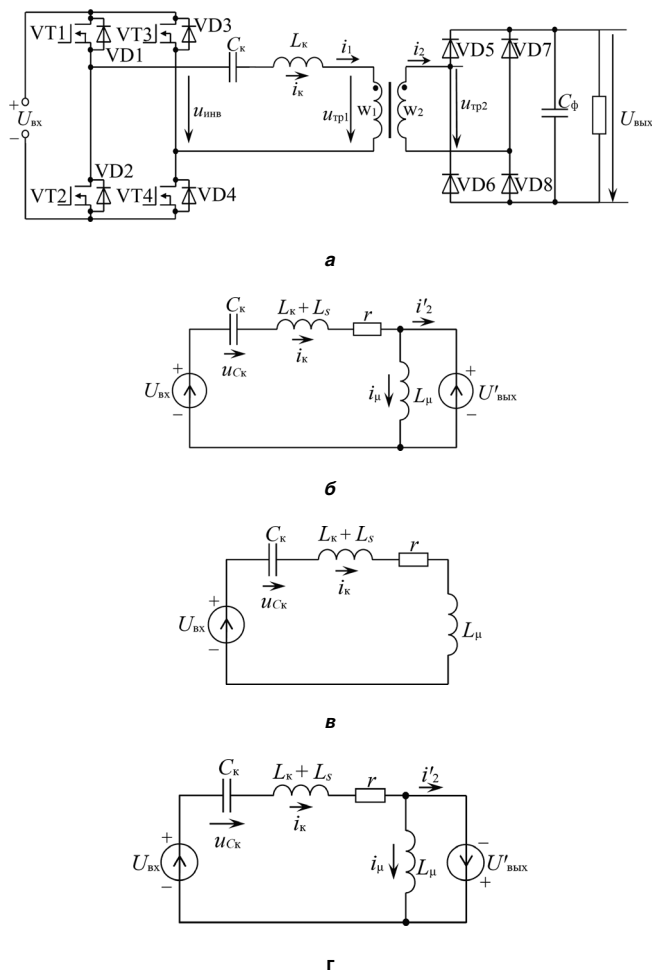 VT1 VT3 VD3
VD1
Cк Lк i1 i2 VD5 VD7
iк
+ Uвх −
uинв uтр1 w1 w2 uтр2 Cф Uвых
VD2
VT2 VT4 VD4 VD6 VD8
а
Cк Lк + Ls r i'2
uCк iк
+ Uвх − iμ Lμ + U'вых −
б
Cк Lк + Ls r
uCк iк
+ Uвх − Lμ
в
Cк Lк + Ls r i'2
uCк iк
+ Uвх − iμ Lμ − U'вых +
г